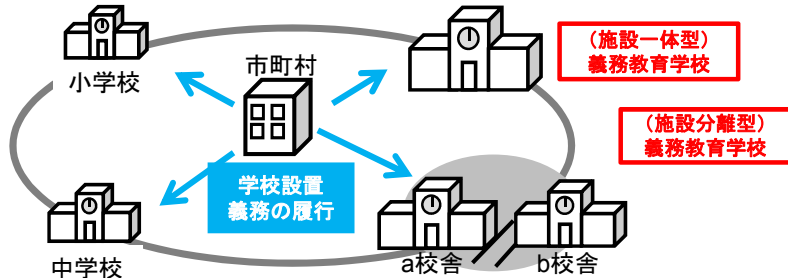 小学校
市町村
(施設一体型)
義務教育学校
(施設分離型)
義務教育学校
学校設置
義務の履行
中学校
a校舎
b校舎